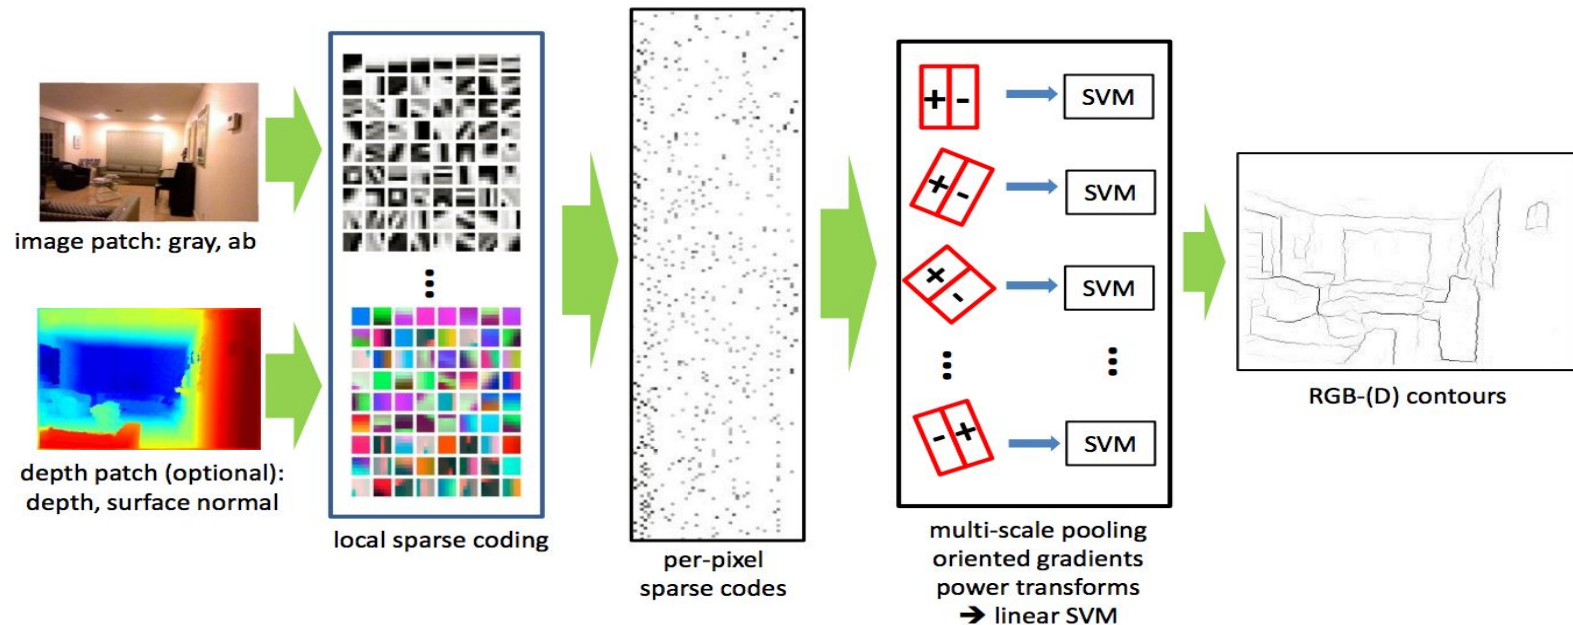 image patch: gray, ab
depth patch (optional):
depth, surface normal
local sparse coding
per-pixel
sparse codes
+ -
SVM
+ -
SVM
+ -
SVM
- +
SVM
multi-scale pooling
oriented gradients
power transforms
➔ linear SVM
RGB-(D) contours